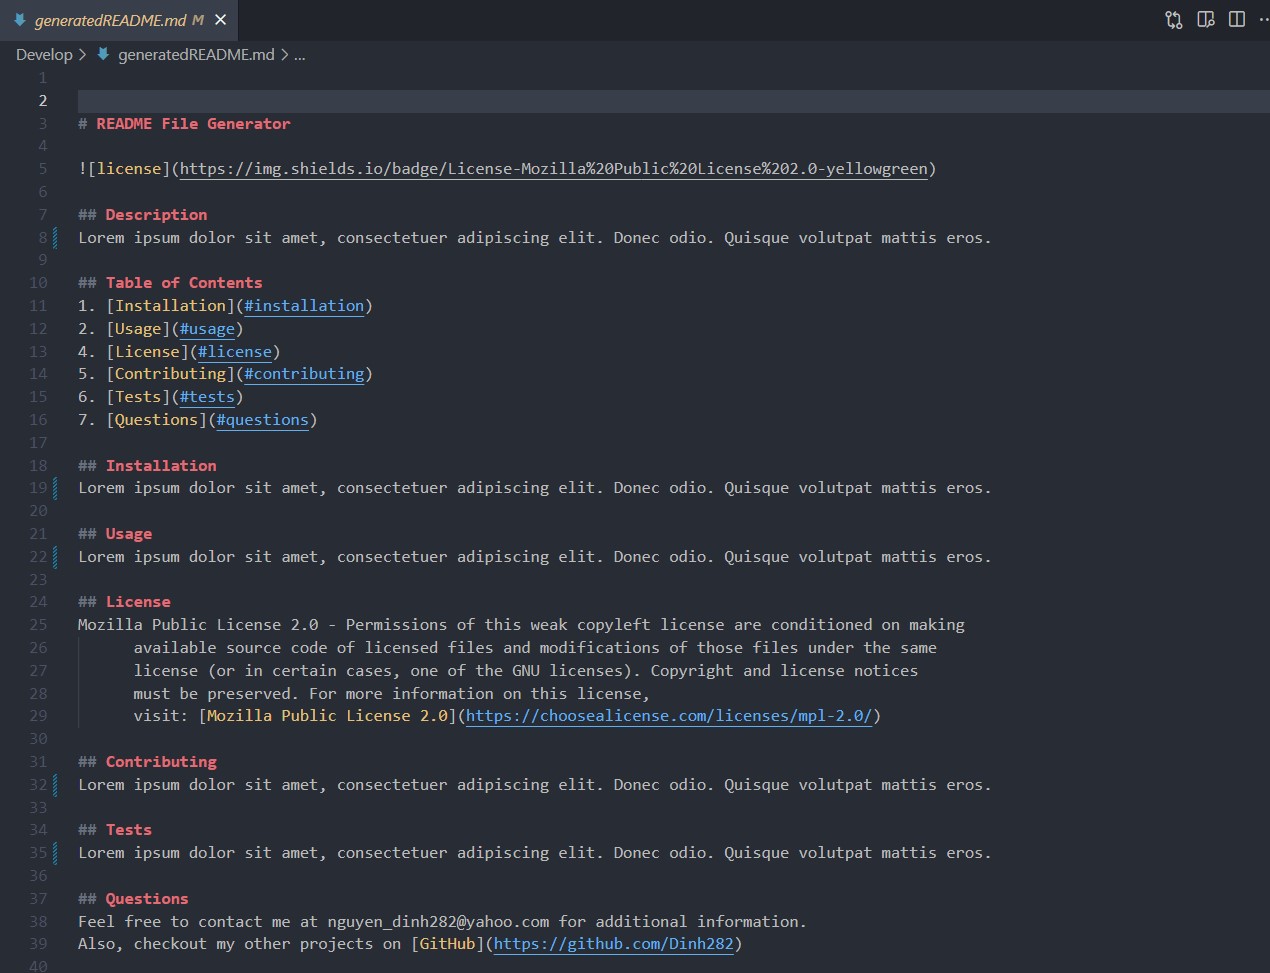 generatedREADME.md M
Develop > generatedREADME.md > ...
1
2
3 # README File Generator
4
5 ![license](https://img.shields.io/badge/License-Mozilla%20Public%20License%202.0-yellowgreen)
6
7 ## Description
8 Lorem ipsum dolor sit amet, consectetuer adipiscing elit. Donec odio. Quisque volutpat mattis eros.
9
10 ## Table of Contents
11 1. [Installation](#installation)
12 2. [Usage](#usage)
13 4. [License](#license)
14 5. [Contributing](#contributing)
15 6. [Tests](#tests)
16 7. [Questions](#questions)
17
18 ## Installation
19 Lorem ipsum dolor sit amet, consectetuer adipiscing elit. Donec odio. Quisque volutpat mattis eros.
20
21 ## Usage
22 Lorem ipsum dolor sit amet, consectetuer adipiscing elit. Donec odio. Quisque volutpat mattis eros.
23
24 ## License
25 Mozilla Public License 2.0 - Permissions of this weak copyleft license are conditioned on making
26 available source code of licensed files and modifications of those files under the same
27 license (or in certain cases, one of the GNU licenses). Copyright and license notices
28 must be preserved. For more information on this license,
29 visit: [Mozilla Public License 2.0](https://choosealicense.com/licenses/mpl-2.0/)
30
31 ## Contributing
32 Lorem ipsum dolor sit amet, consectetuer adipiscing elit. Donec odio. Quisque volutpat mattis eros.
33
34 ## Tests
35 Lorem ipsum dolor sit amet, consectetuer adipiscing elit. Donec odio. Quisque volutpat mattis eros.
36
37 ## Questions
38 Feel free to contact me at nguyen_dinh282@yahoo.com for additional information.
39 Also, checkout my other projects on [GitHub](https://github.com/Dinh282)
40